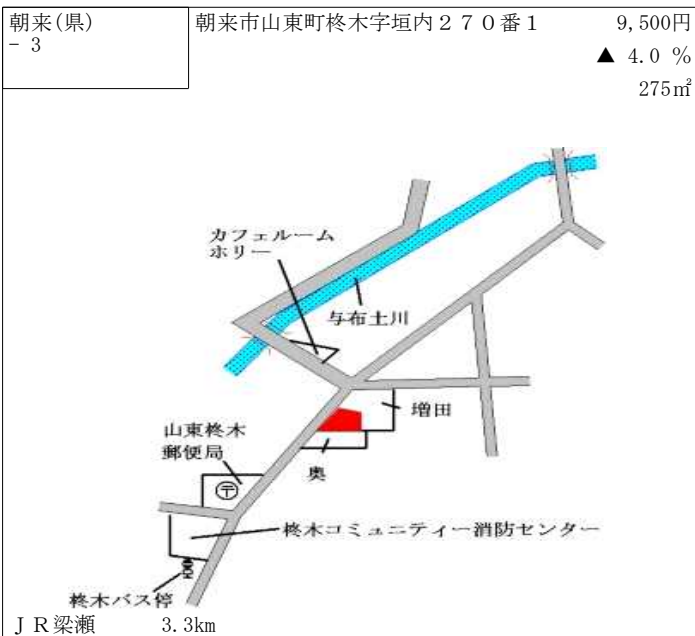 朝来(県)
- 3
朝来市山東町柊木字垣内２７０番１
9,500円
▲ 4.0 %
275㎡
カフェルーム
ホリー
与布土川
増田
山東柊木
郵便局
奥
〒
柊木コミュニティー消防センター
柊木バス停
ＪＲ梁瀬 3.3km